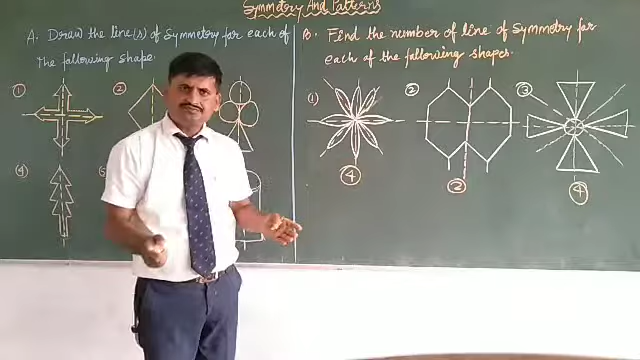 Symmetry And Patterns
A. Draw the line(s) of Symmetry for each of
The following shape.
B. Find the number of line of symmetry for
each of the following shapes.
① ② ① ② ③
④ ④ ② ④